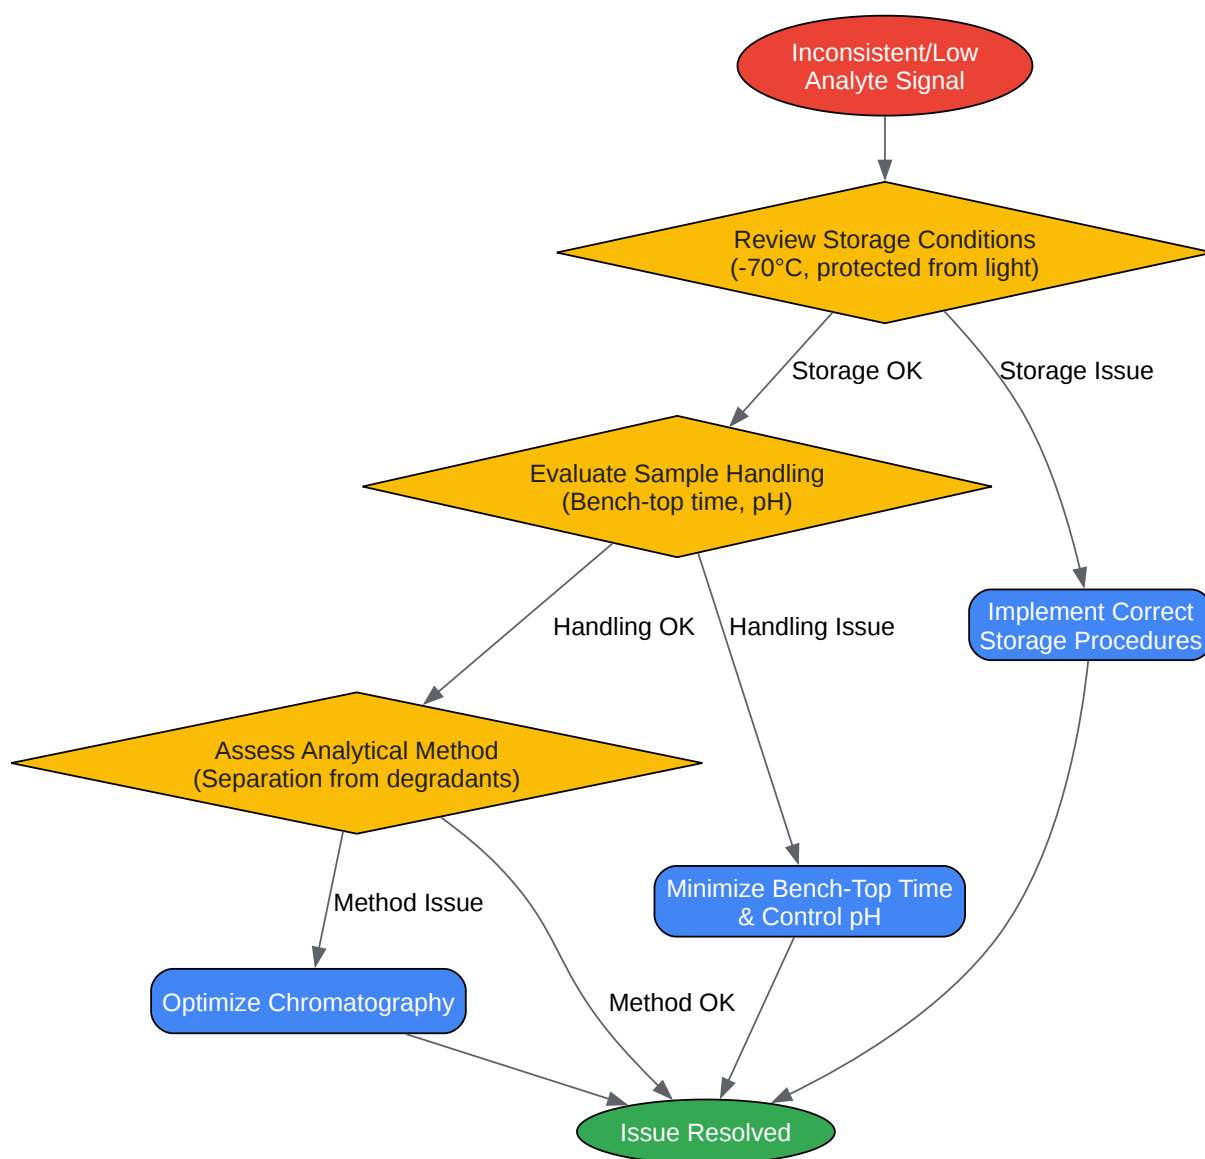 Inconsistent/Low
Analyte Signal
Review Storage Conditions
(-70°C, protected from light)
Storage OK
Storage Issue
Evaluate Sample Handling
(Bench-top time, pH)
Handling OK
Handling Issue
Implement Correct
Storage Procedures
Assess Analytical Method
(Separation from degradants)
Method Issue
Minimize Bench-Top Time
& Control pH
Optimize Chromatography
Method OK
Issue Resolved